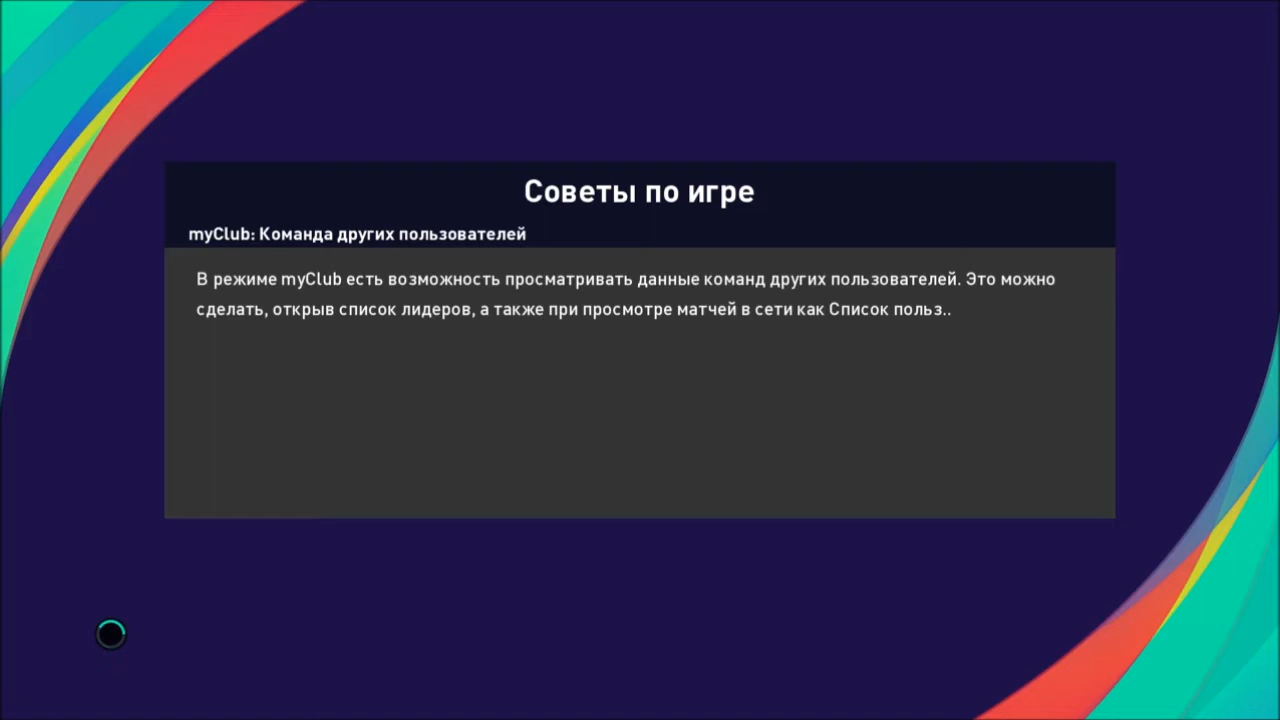 Советы по игре
myClub: Команда других пользователей
В режиме myClub есть возможность просматривать данные команд других пользователей. Это можно
сделать, открыв список лидеров, а также при просмотре матчей в сети как Список польз..